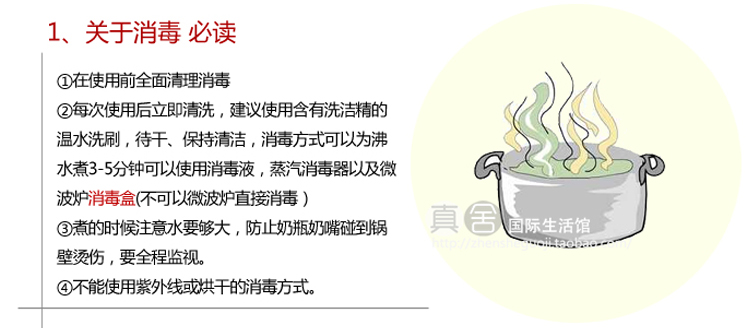 1、关于消毒 必读
①在使用前全面清理消毒
②每次使用后立即清洗，建议使用含有洗洁精的
温水洗刷，待干、保持清洁，消毒方式可以为沸
水煮3-5分钟可以使用消毒液，蒸汽消毒器以及微
波炉消毒盒(不可以微波炉直接消毒）
③煮的时候注意水要够大，防止奶瓶奶嘴碰到锅
壁烫伤，要全程监视。
④不能使用紫外线或烘干的消毒方式。
真舍 国际生活馆